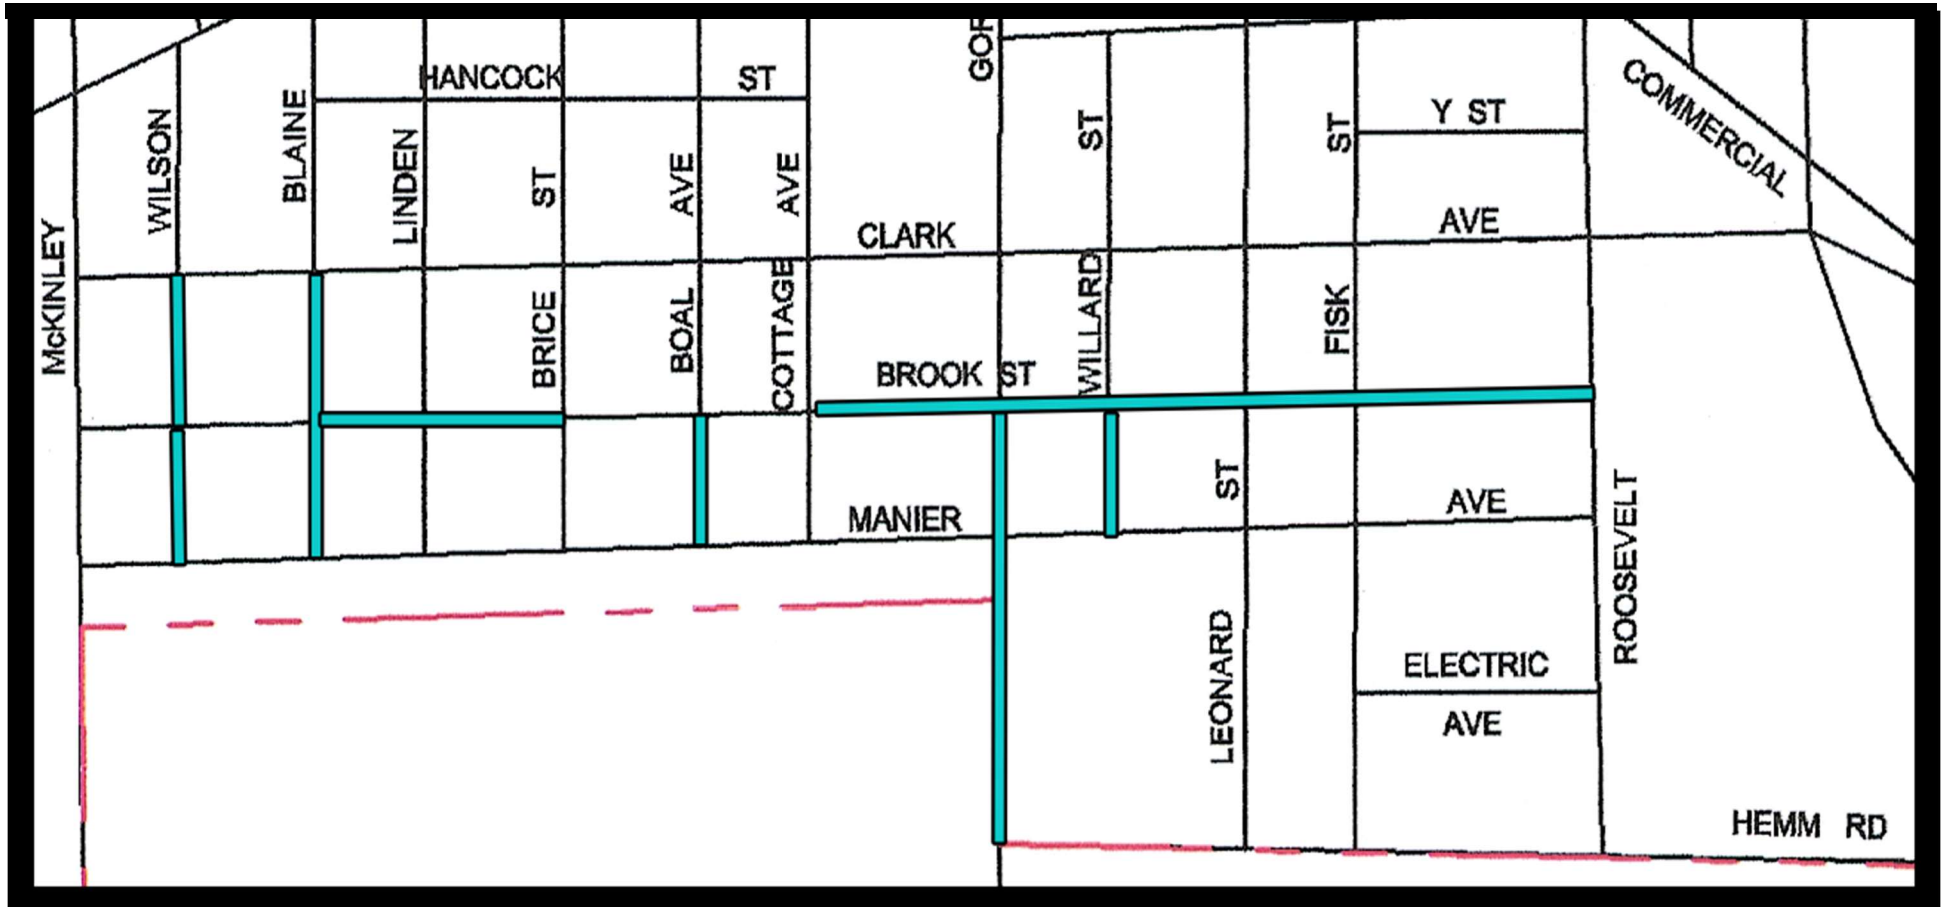 HANCOCK ST
GOR
COMMERCIAL
Y ST
WILSON
BLAINE
LINDEN
BRICE ST
BOAL AVE
COTTAGE AVE
WILLARD ST
FISK ST
McKINLEY
CLARK AVE
BROOK ST
MANIER AVE
LEONARD ST
ROOSEVELT
ELECTRIC
AVE
HEMM RD